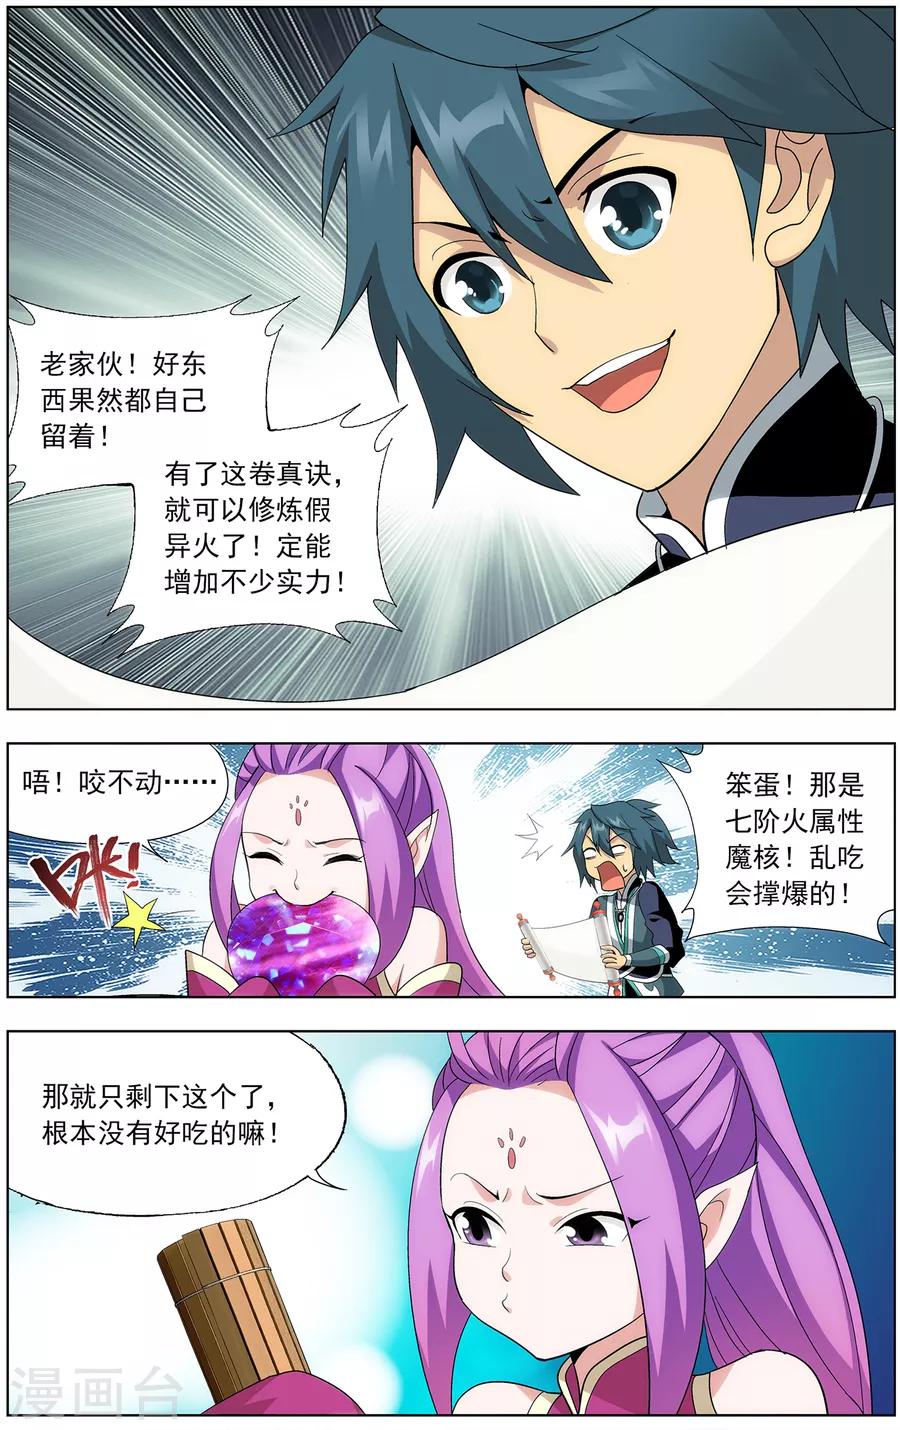 老家伙！好东
西果然都自己
留着！
有了这卷真诀，
就可以修炼假
异火了！定能
增加不少实力！
唔！咬不动……
咔！
笨蛋！那是
七阶火属性
魔核！乱吃
会撑爆的！
那就只剩下这个了，
根本没有好吃的嘛！
漫画台